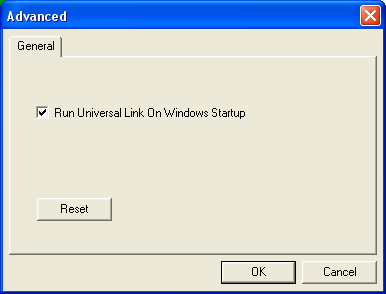 Advanced
General
Run Universal Link On Windows Startup
Reset
OK
Cancel